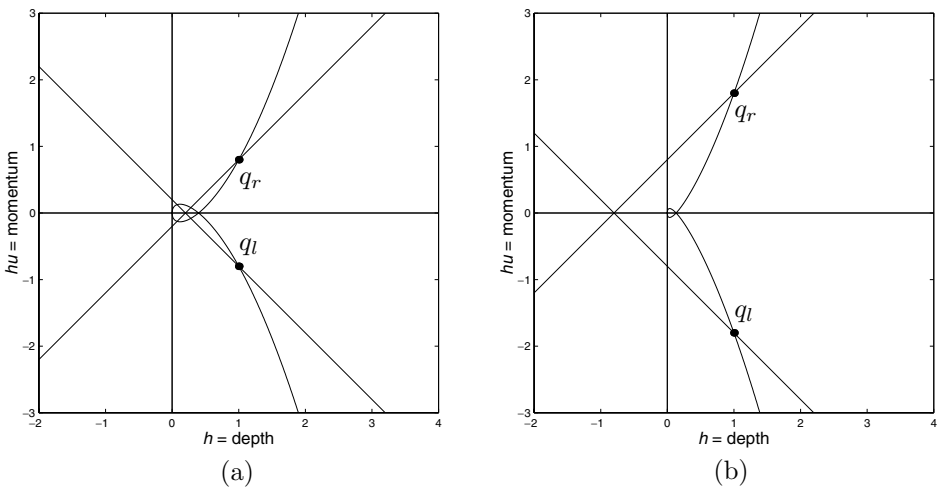 3
2
1
0
−1
−2
−3
−2
−1
0
1
2
3
4
hu = momentum
h = depth
q_r
q_l
(a)
3
2
1
0
−1
−2
−3
−2
−1
0
1
2
3
4
hu = momentum
h = depth
q_r
q_l
(b)